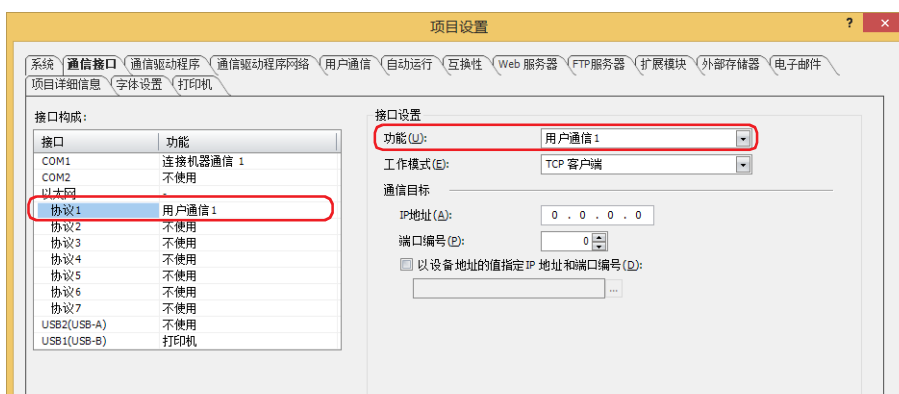 项目设置
? ×
系统 通信接口 通信驱动程序 通信驱动程序网络 用户通信 自动运行 互换性 Web 服务器 FTP服务器 扩展模块 外部存储器 电子邮件
项目详细信息 字体设置 打印机
接口构成:
接口 功能
COM1 连接机器通信 1
COM2 不使用
以太网 -
协议1 用户通信1
协议2 不使用
协议3 不使用
协议4 不使用
协议5 不使用
协议6 不使用
协议7 不使用
USB2(USB-A) 不使用
USB1(USB-B) 打印机
接口设置
功能(U): 用户通信1
工作模式(E): TCP 客户端
通信目标
IP地址(A): 0 . 0 . 0 . 0
端口编号(P): 0
以设备地址的值指定IP 地址和端口编号(D):
...